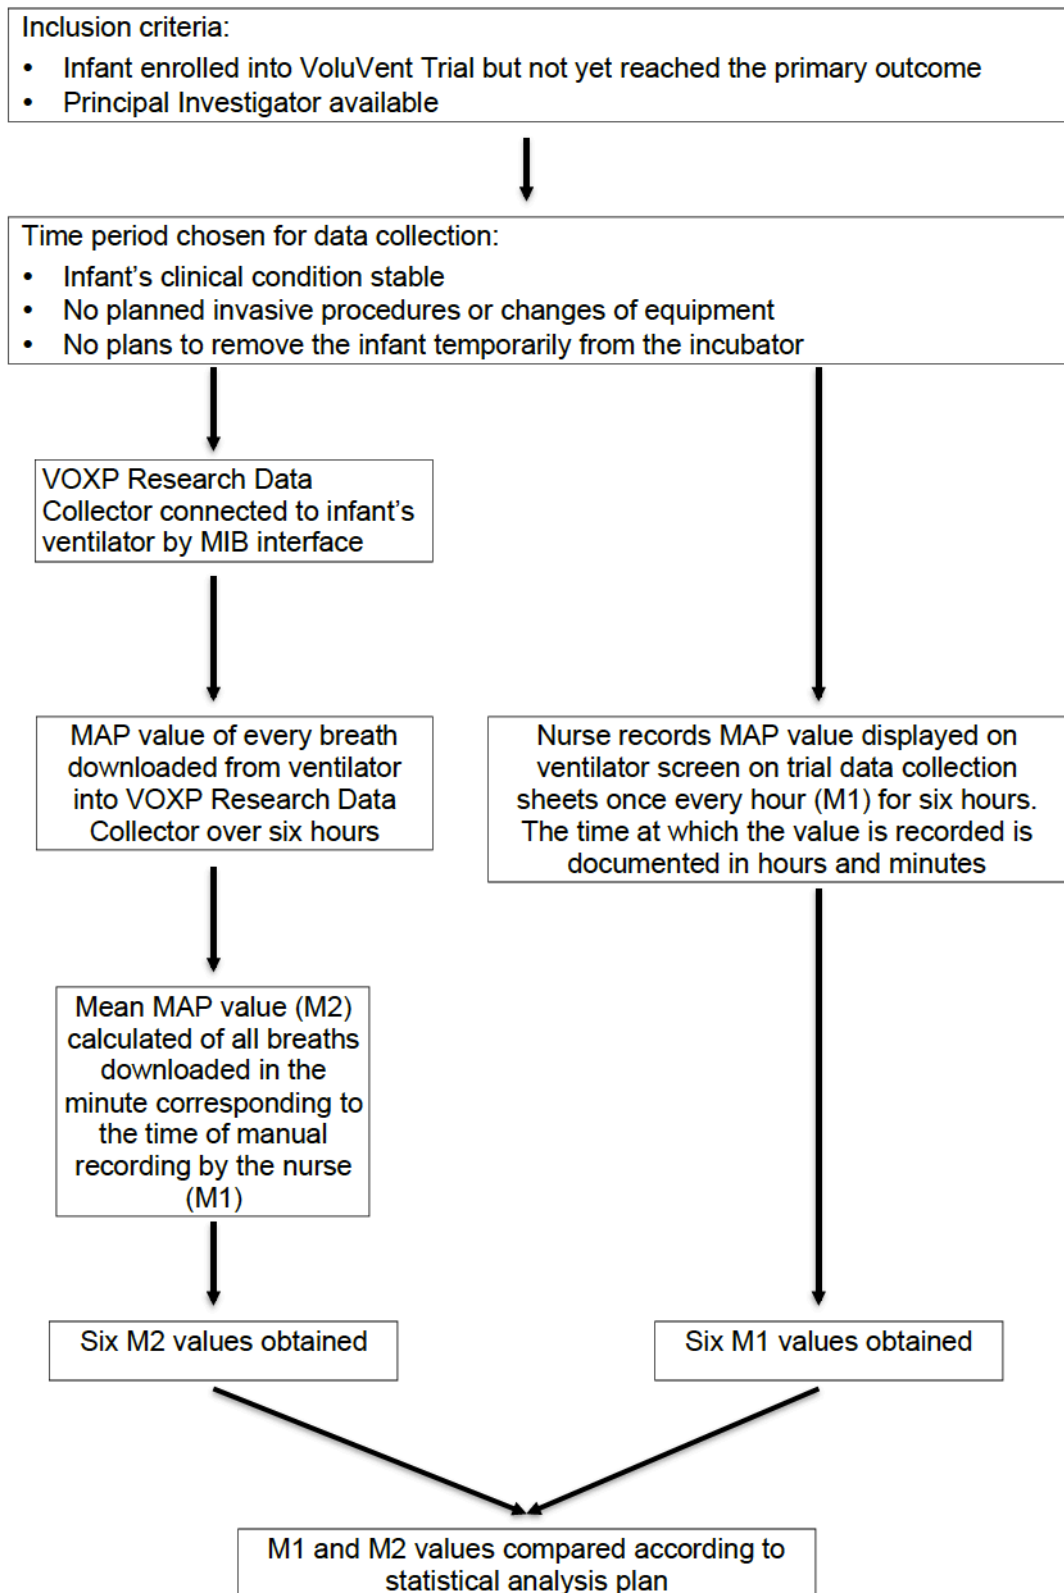 Inclusion criteria:
• Infant enrolled into VoluVent Trial but not yet reached the primary outcome
• Principal Investigator available
Time period chosen for data collection:
• Infant's clinical condition stable
• No planned invasive procedures or changes of equipment
• No plans to remove the infant temporarily from the incubator
VOXP Research Data
Collector connected to infant's
ventilator by MIB interface
MAP value of every breath
downloaded from ventilator
into VOXP Research Data
Collector over six hours
Nurse records MAP value displayed on
ventilator screen on trial data collection
sheets once every hour (M1) for six hours.
The time at which the value is recorded is
documented in hours and minutes
Mean MAP value (M2)
calculated of all breaths
downloaded in the
minute corresponding to
the time of manual
recording by the nurse
(M1)
Six M2 values obtained
Six M1 values obtained
M1 and M2 values compared according to
statistical analysis plan